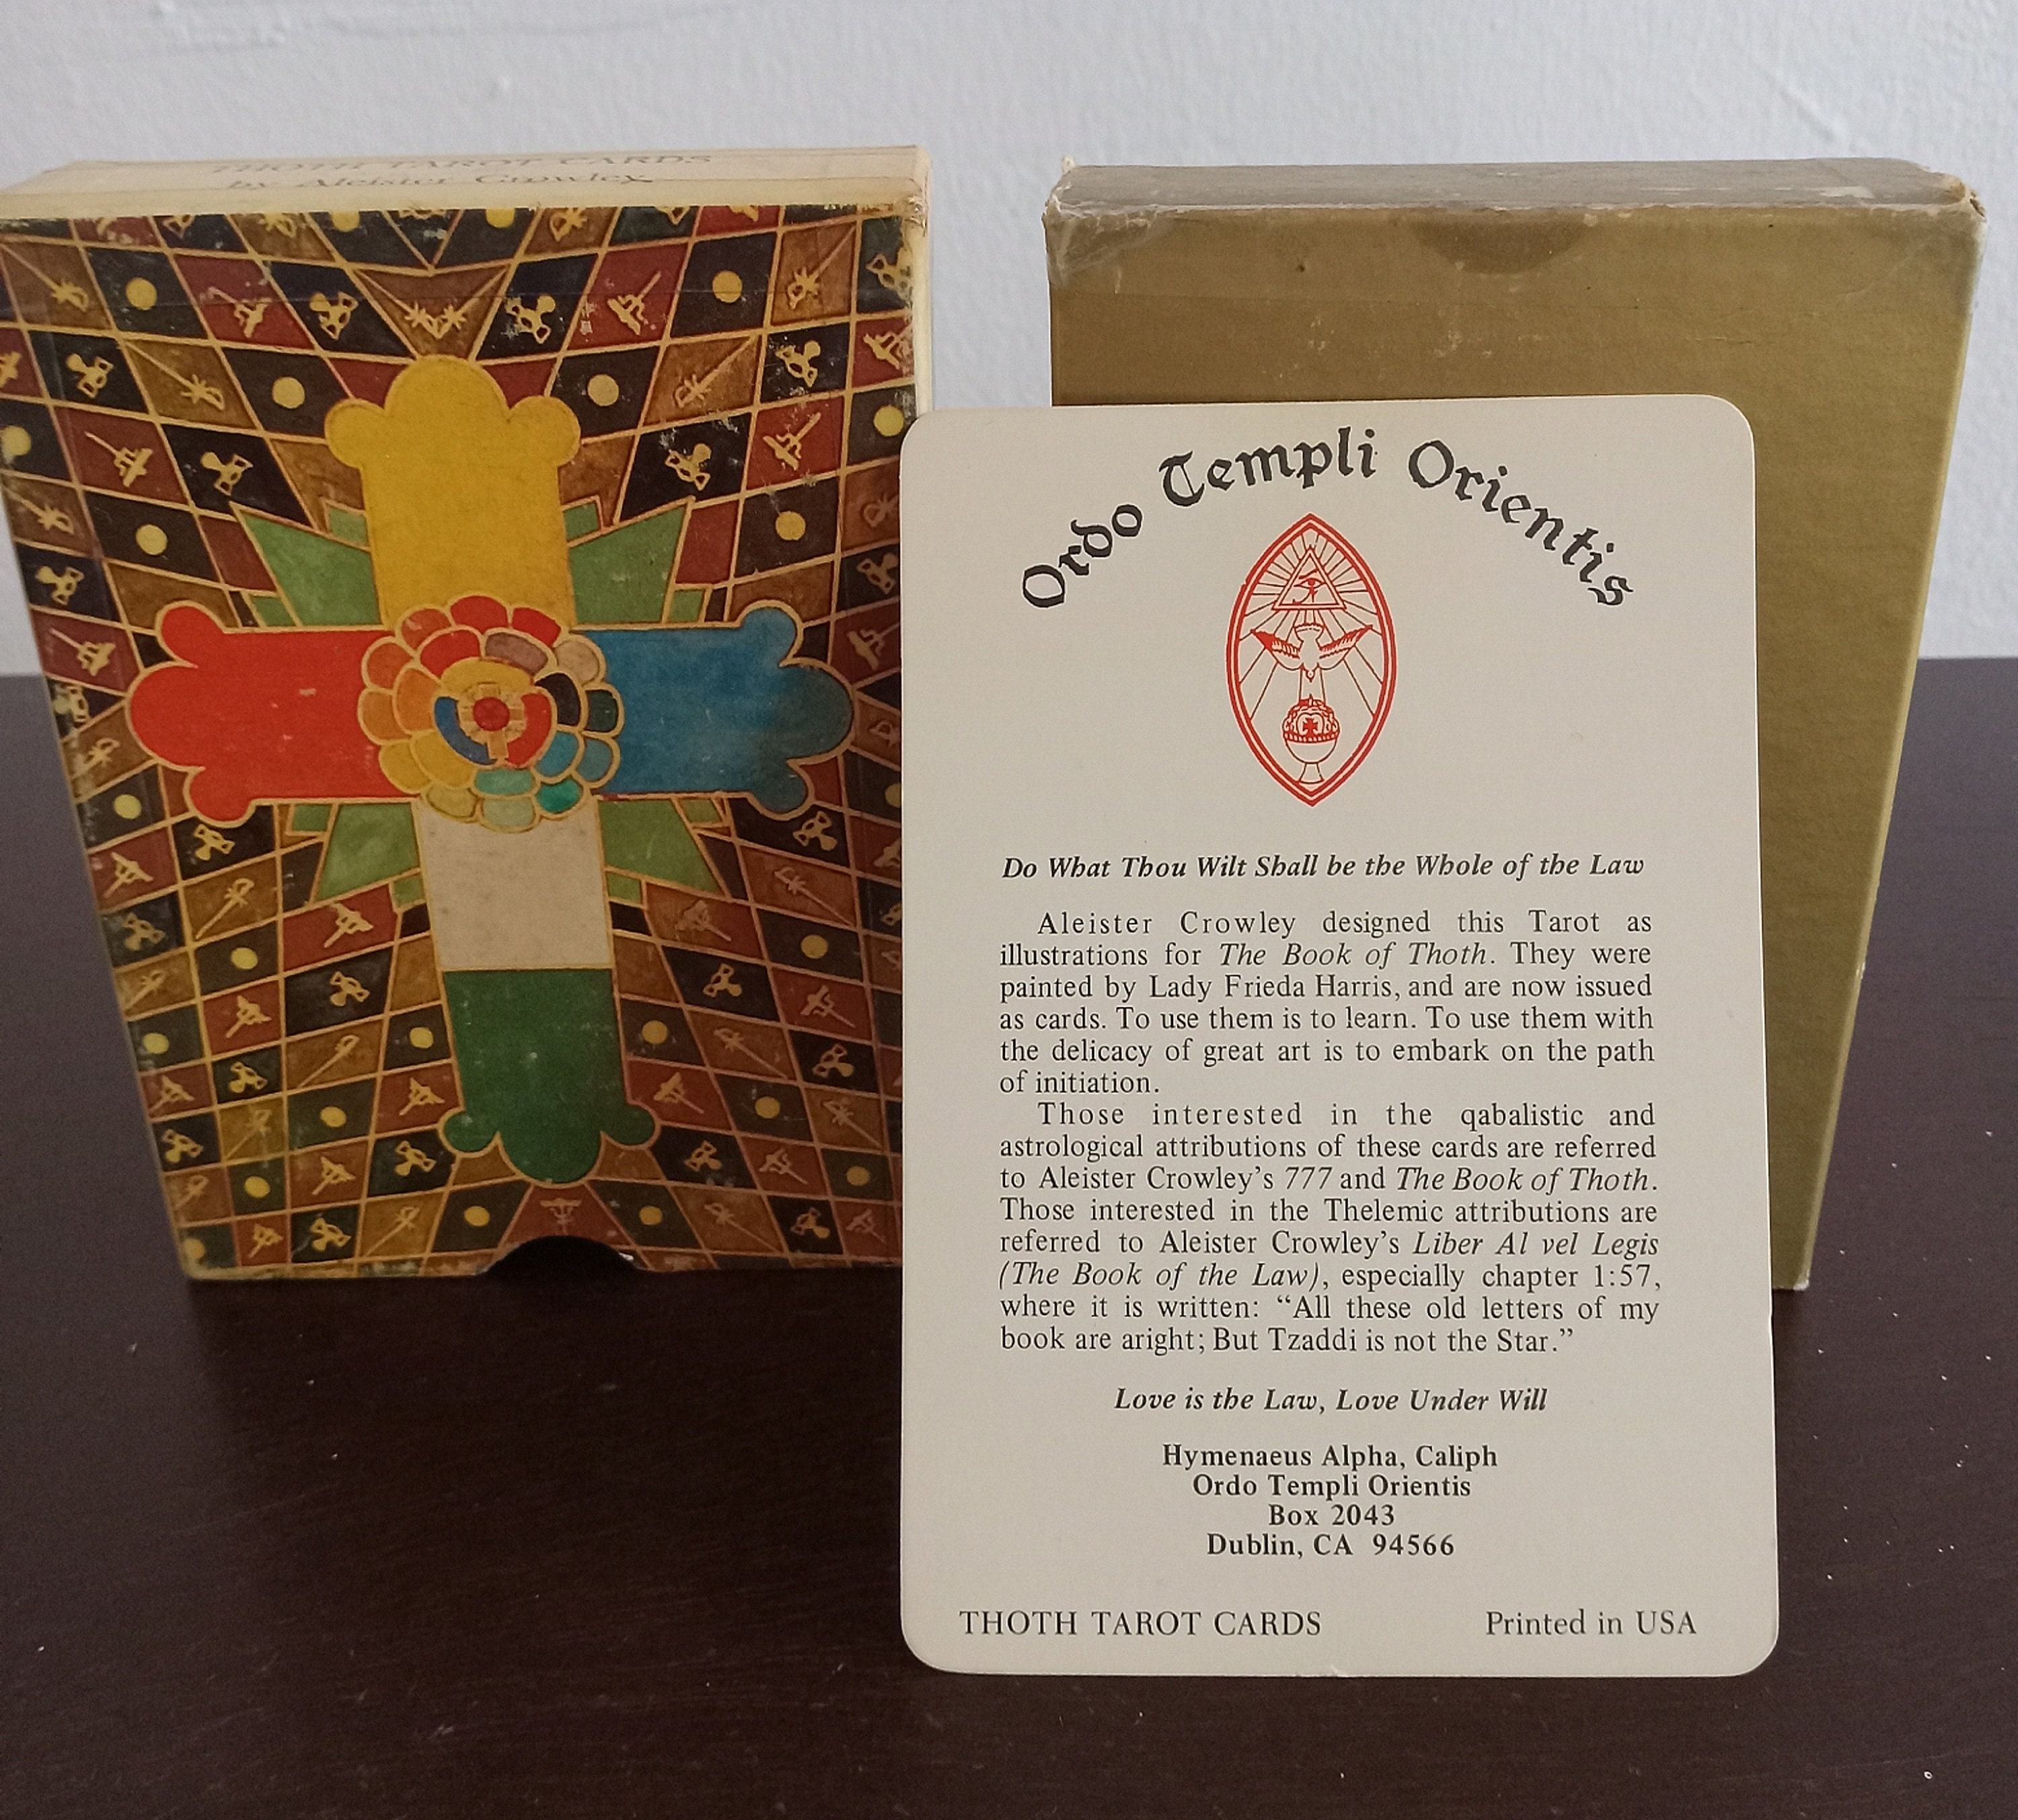 THOTH TAROT CARDS
by Aleister Crowley
Ordo Templi Orientis
Do What Thou Wilt Shall be the Whole of the Law
Aleister Crowley designed this Tarot as
illustrations for The Book of Thoth. They were
painted by Lady Frieda Harris, and are now issued
as cards. To use them is to learn. To use them with
the delicacy of great art is to embark on the path
of initiation.
Those interested in the qabalistic and
astrological attributions of these cards are referred
to Aleister Crowley's 777 and The Book of Thoth.
Those interested in the Thelemic attributions are
referred to Aleister Crowley's Liber Al vel Legis
(The Book of the Law), especially chapter 1:57,
where it is written: “All these old letters of my
book are aright; But Tzaddi is not the Star.”
Love is the Law, Love Under Will
Hymenaeus Alpha, Caliph
Ordo Templi Orientis
Box 2043
Dublin, CA 94566
THOTH TAROT CARDS Printed in USA